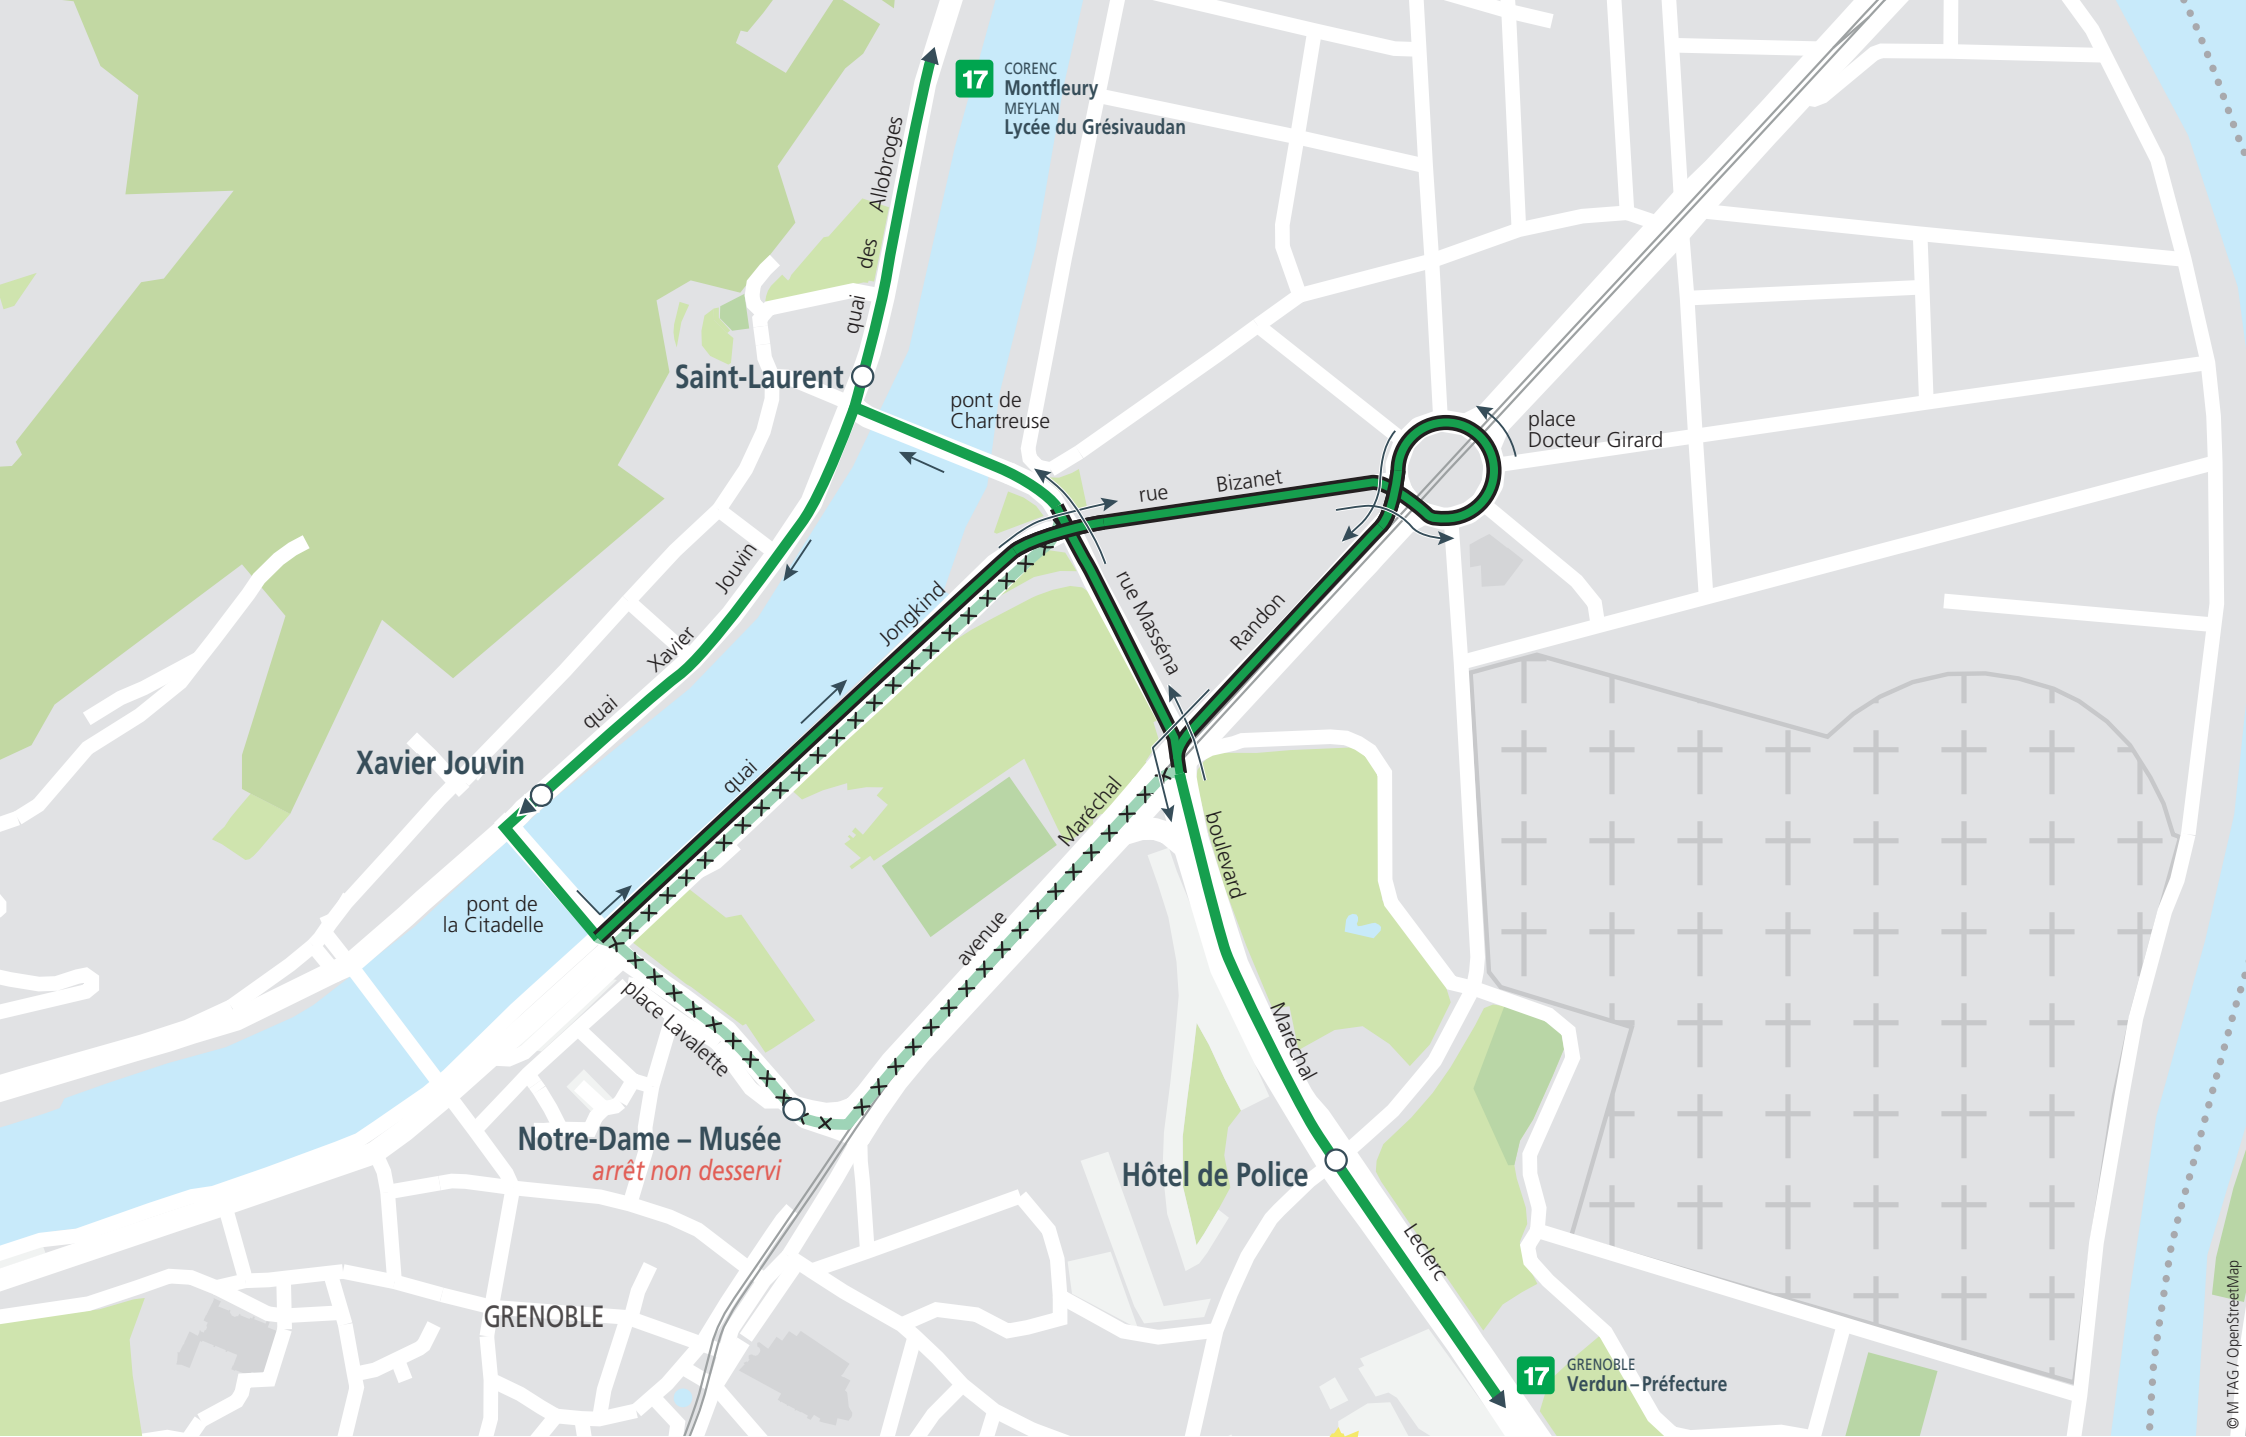 17
CORENC
Montfleury
MEYLAN
Lycée du Grésivaudan
quai des Allobroges
Saint-Laurent
pont de
Chartreuse
place
Docteur Girard
rue Bizanet
quai Xavier Jouvin
quai Jongkind
rue Masséna
avenue Maréchal Randon
Xavier Jouvin
pont de
la Citadelle
place Lavalette
Notre-Dame – Musée
arrêt non desservi
boulevard Maréchal Leclerc
Hôtel de Police
GRENOBLE
17
GRENOBLE
Verdun–Préfecture
© M TAG / OpenStreetMap